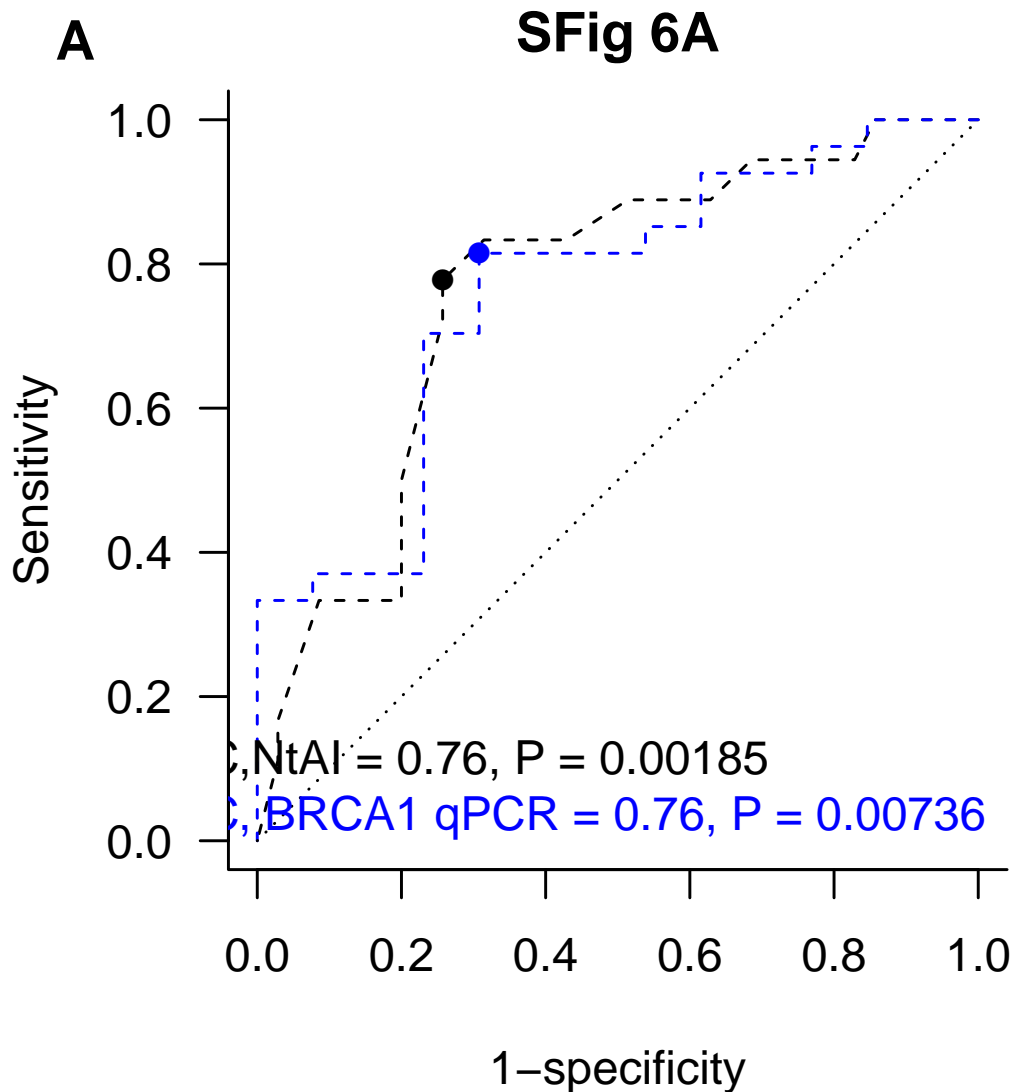 A
SFig 6A
1.0
0.8
0.6
0.4
0.2
0.0
Sensitivity
C,NtAI = 0.76, P = 0.00185
C, BRCA1 qPCR = 0.76, P = 0.00736
0.0 0.2 0.4 0.6 0.8 1.0
1−specificity